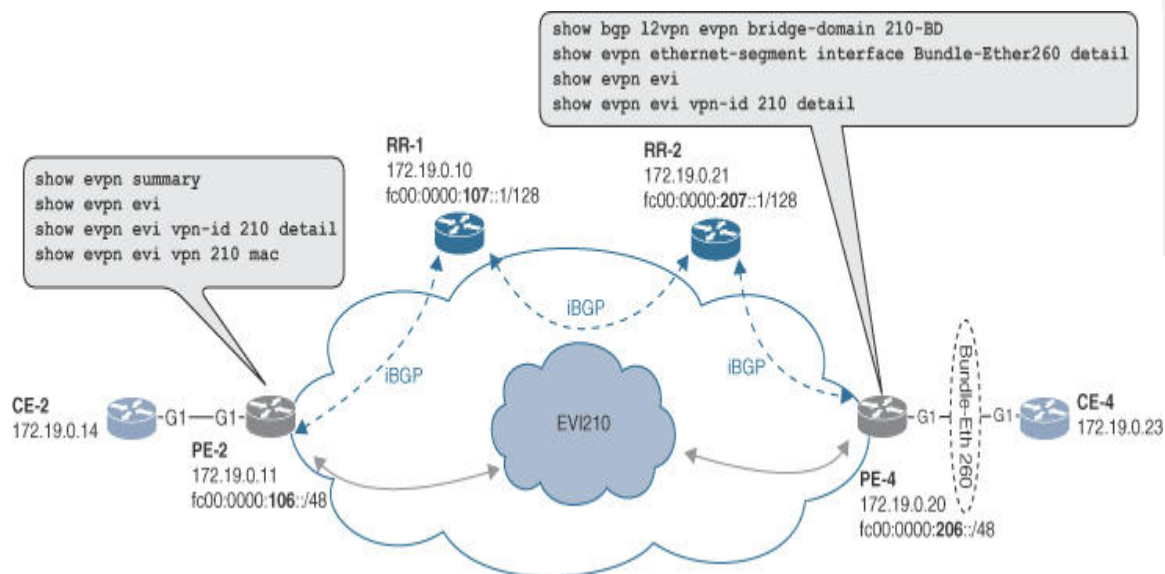 show bgp l2vpn evpn bridge-domain 210-BD
show evpn ethernet-segment interface Bundle-Ether260 detail
show evpn evi
show evpn evi vpn-id 210 detail
show evpn summary
show evpn evi
show evpn evi vpn-id 210 detail
show evpn evi vpn 210 mac
RR-1
172.19.0.10
fc00:0000:107::1/128
RR-2
172.19.0.21
fc00:0000:207::1/128
iBGP
iBGP
iBGP
EVI210
CE-2
172.19.0.14
G1
G1
PE-2
172.19.0.11
fc00:0000:106::/48
G1
Bundle-Eth 260
G1
CE-4
172.19.0.23
PE-4
172.19.0.20
fc00:0000:206::/48